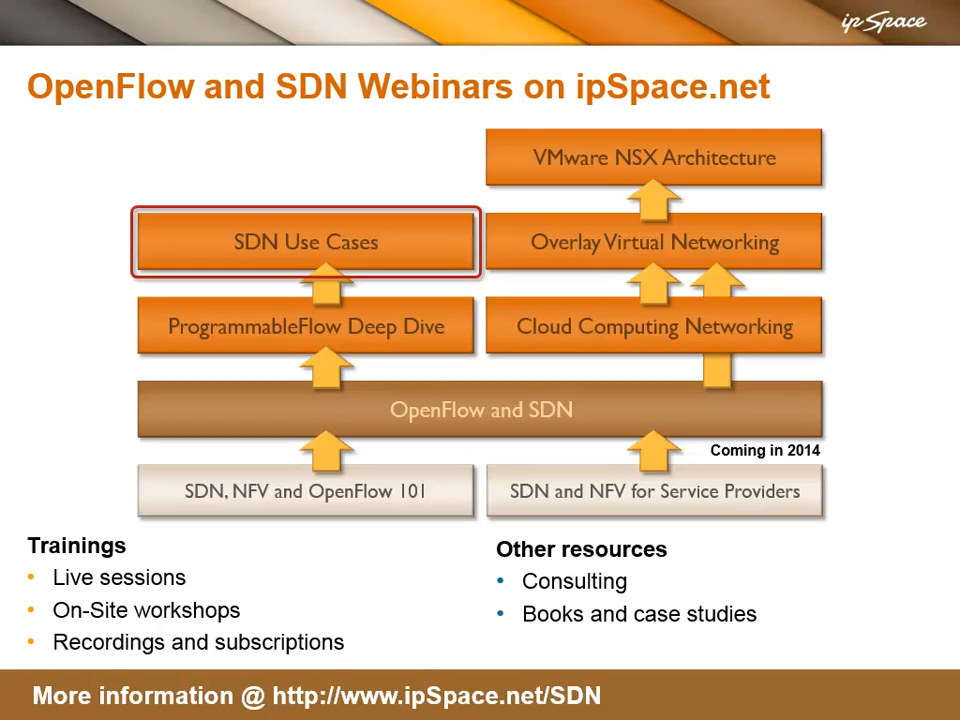 ipSpace
OpenFlow and SDN Webinars on ipSpace.net
VMware NSX Architecture
SDN Use Cases
Overlay Virtual Networking
ProgrammableFlow Deep Dive
Cloud Computing Networking
OpenFlow and SDN
Coming in 2014
SDN, NFV and OpenFlow 101
SDN and NFV for Service Providers
Trainings
• Live sessions
• On-Site workshops
• Recordings and subscriptions
Other resources
• Consulting
• Books and case studies
More information @ http://www.ipSpace.net/SDN